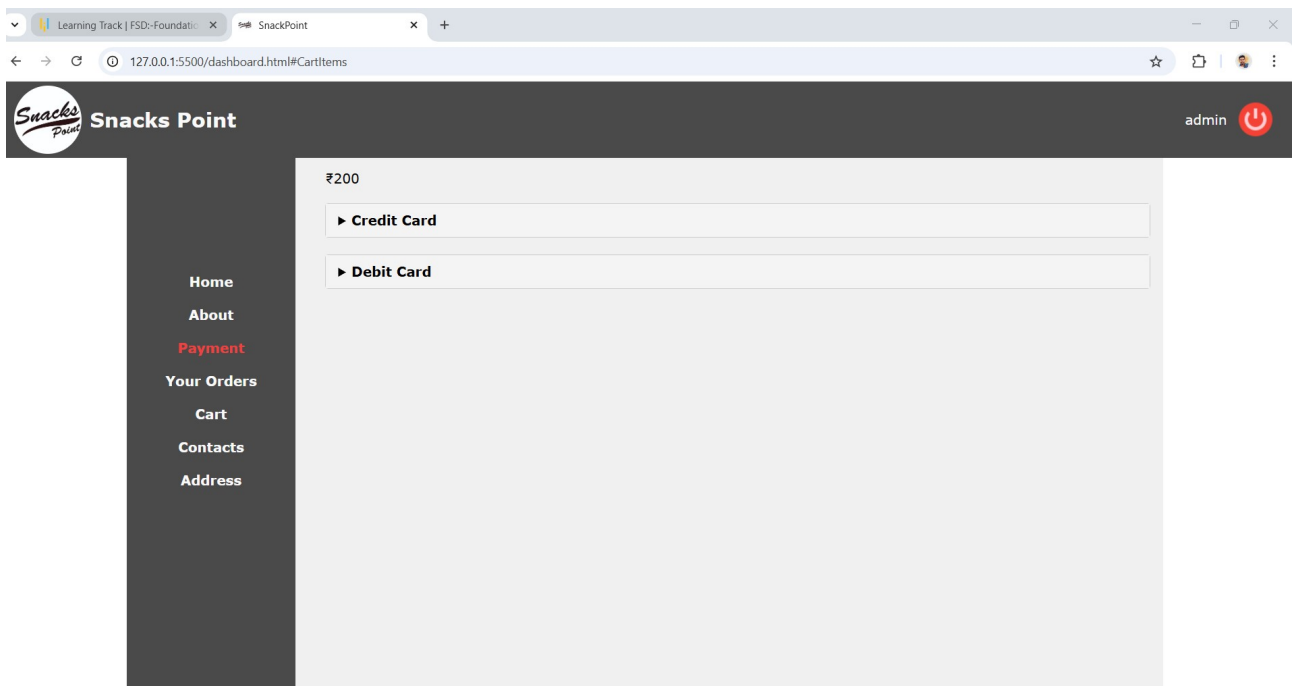 Learning Track | FSD:-Foundatio
SnackPoint
127.0.0.1:5500/dashboard.html#CartItems
Snacks Point
Snacks Point
admin
₹200
Credit Card
Debit Card
Home
About
Payment
Your Orders
Cart
Contacts
Address